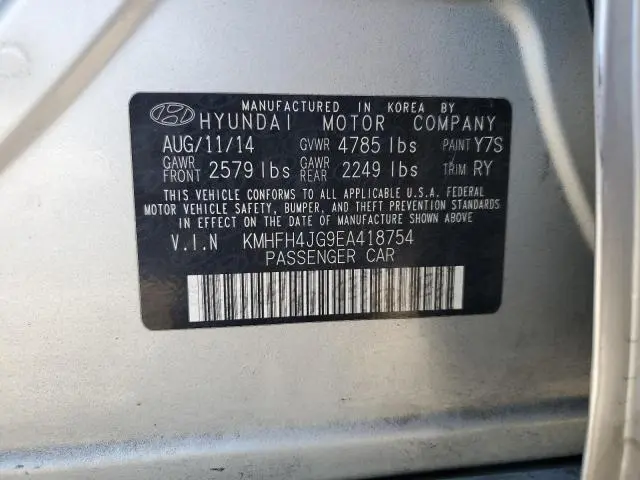 MANUFACTURED IN KOREA BY
HYUNDAI MOTOR COMPANY
AUG/11/14 GVWR 4785 lbs PAINT Y7S
GAWR FRONT 2579 lbs GAWR REAR 2249 lbs TRIM RY
THIS VEHICLE CONFORMS TO ALL APPLICABLE U.S.A. FEDERAL
MOTOR VEHICLE SAFETY, BUMPER, AND THEFT PREVENTION STANDARDS
IN EFFECT ON THE DATE OF MANUFACTURE SHOWN ABOVE.
V.I.N KMHFH4JG9EA418754
PASSENGER CAR